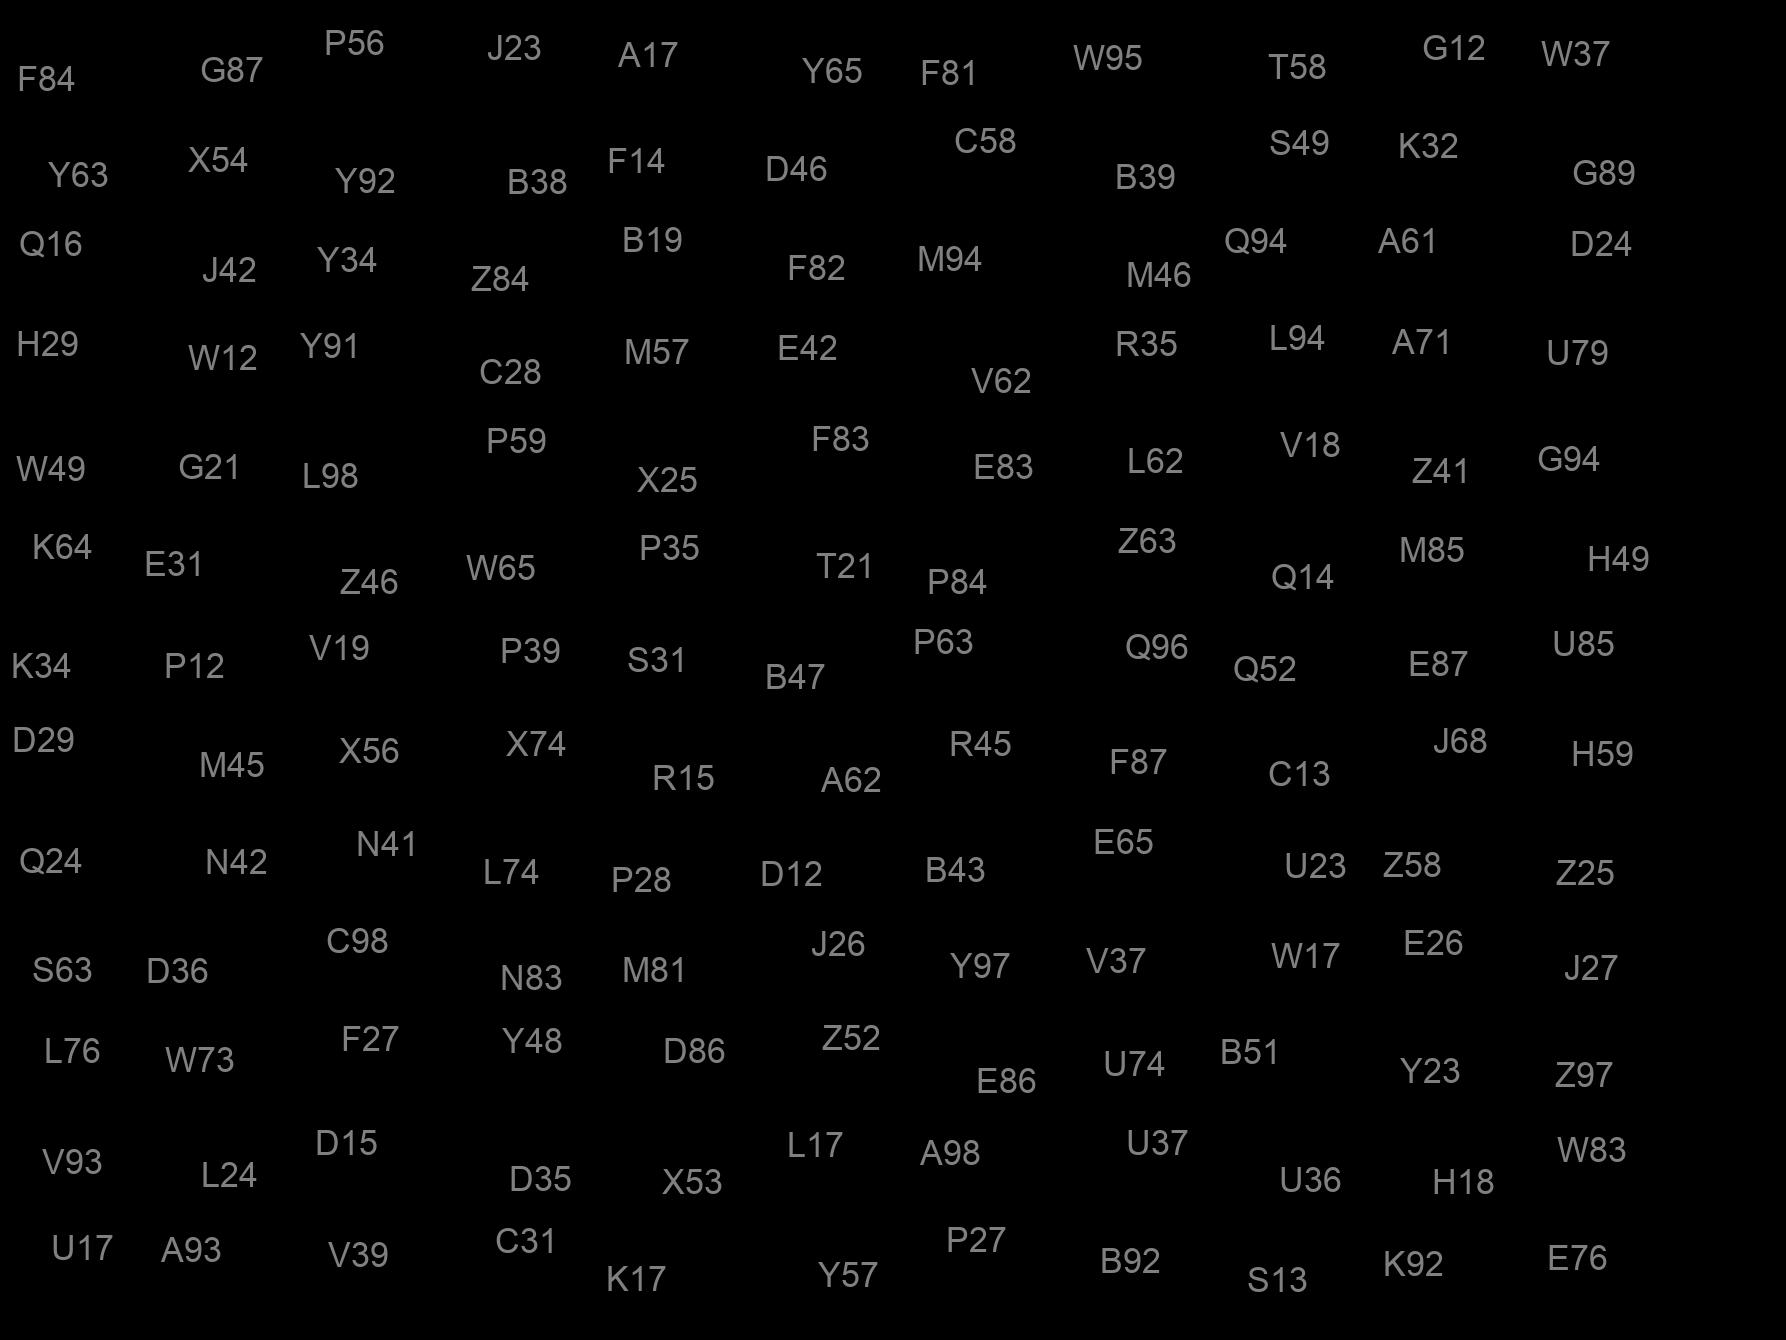 F84 G87 P56 J23 A17 Y65 F81 W95 T58 G12 W37
Y63 X54 Y92 B38 F14 D46 C58 B39 S49 K32 G89
Q16 J42 Y34 Z84 B19 F82 M94 M46 Q94 A61 D24
H29 W12 Y91 C28 M57 E42 V62 R35 L94 A71 U79
W49 G21 L98 P59 X25 F83 E83 L62 V18 Z41 G94
K64 E31 Z46 W65 P35 T21 P84 Z63 Q14 M85 H49
K34 P12 V19 P39 S31 B47 P63 Q96 Q52 E87 U85
D29 M45 X56 X74 R15 A62 R45 F87 C13 J68 H59
Q24 N42 N41 L74 P28 D12 B43 E65 U23 Z58 Z25
S63 D36 C98 N83 M81 J26 Y97 V37 W17 E26 J27
L76 W73 F27 Y48 D86 Z52 E86 U74 B51 Y23 Z97
V93 L24 D15 D35 X53 L17 A98 U37 U36 H18 W83
U17 A93 V39 C31 K17 Y57 P27 B92 S13 K92 E76